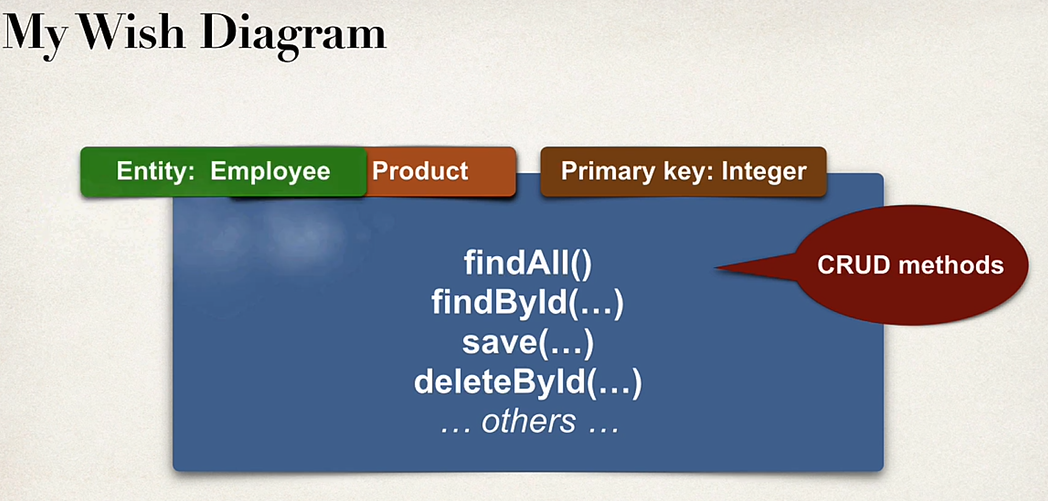 My Wish Diagram
Entity: Employee
Product
Primary key: Integer
findAll()
findById(…)
save(…)
deleteById(…)
… others …
CRUD methods